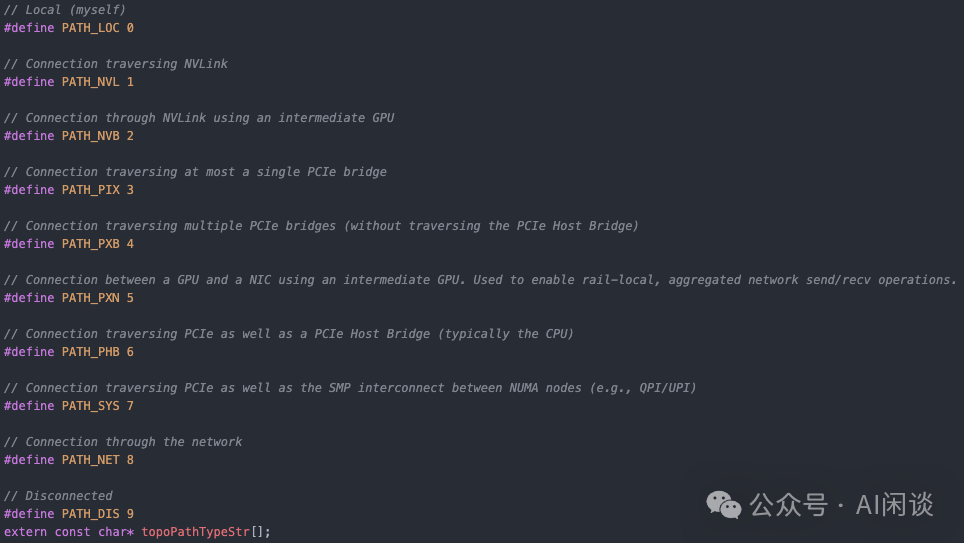 // Local (myself)
#define PATH_LOC 0
// Connection traversing NVLink
#define PATH_NVL 1
// Connection through NVLink using an intermediate GPU
#define PATH_NVB 2
// Connection traversing at most a single PCIe bridge
#define PATH_PIX 3
// Connection traversing multiple PCIe bridges (without traversing the PCIe Host Bridge)
#define PATH_PXB 4
// Connection between a GPU and a NIC using an intermediate GPU. Used to enable rail-local, aggregated network send/recv operations.
#define PATH_PXN 5
// Connection traversing PCIe as well as a PCIe Host Bridge (typically the CPU)
#define PATH_PHB 6
// Connection traversing PCIe as well as the SMP interconnect between NUMA nodes (e.g., QPI/UPI)
#define PATH_SYS 7
// Connection through the network
#define PATH_NET 8
// Disconnected
#define PATH_DIS 9
extern const char* topoPathTypeStr[];
公众号 · AI闲谈